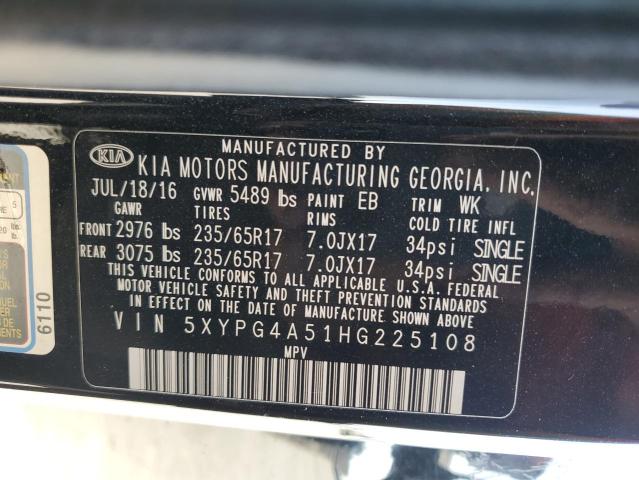 MANUFACTURED BY
KIA KIA MOTORS MANUFACTURING GEORGIA, INC.
JUL/18/16 GVWR 5489 lbs PAINT EB TRIM WK
GAWR TIRES RIMS COLD TIRE INFL
FRONT 2976 lbs 235/65R17 7.0JX17 34psi SINGLE
REAR 3075 lbs 235/65R17 7.0JX17 34psi SINGLE
THIS VEHICLE CONFORMS TO ALL APPLICABLE U.S.A. FEDERAL
MOTOR VEHICLE SAFETY AND THEFT PREVENTION STANDARDS
IN EFFECT ON THE DATE OF MANUFACTURE SHOWN ABOVE
VIN 5XYPG4A51HG225108
MPV
6110
5